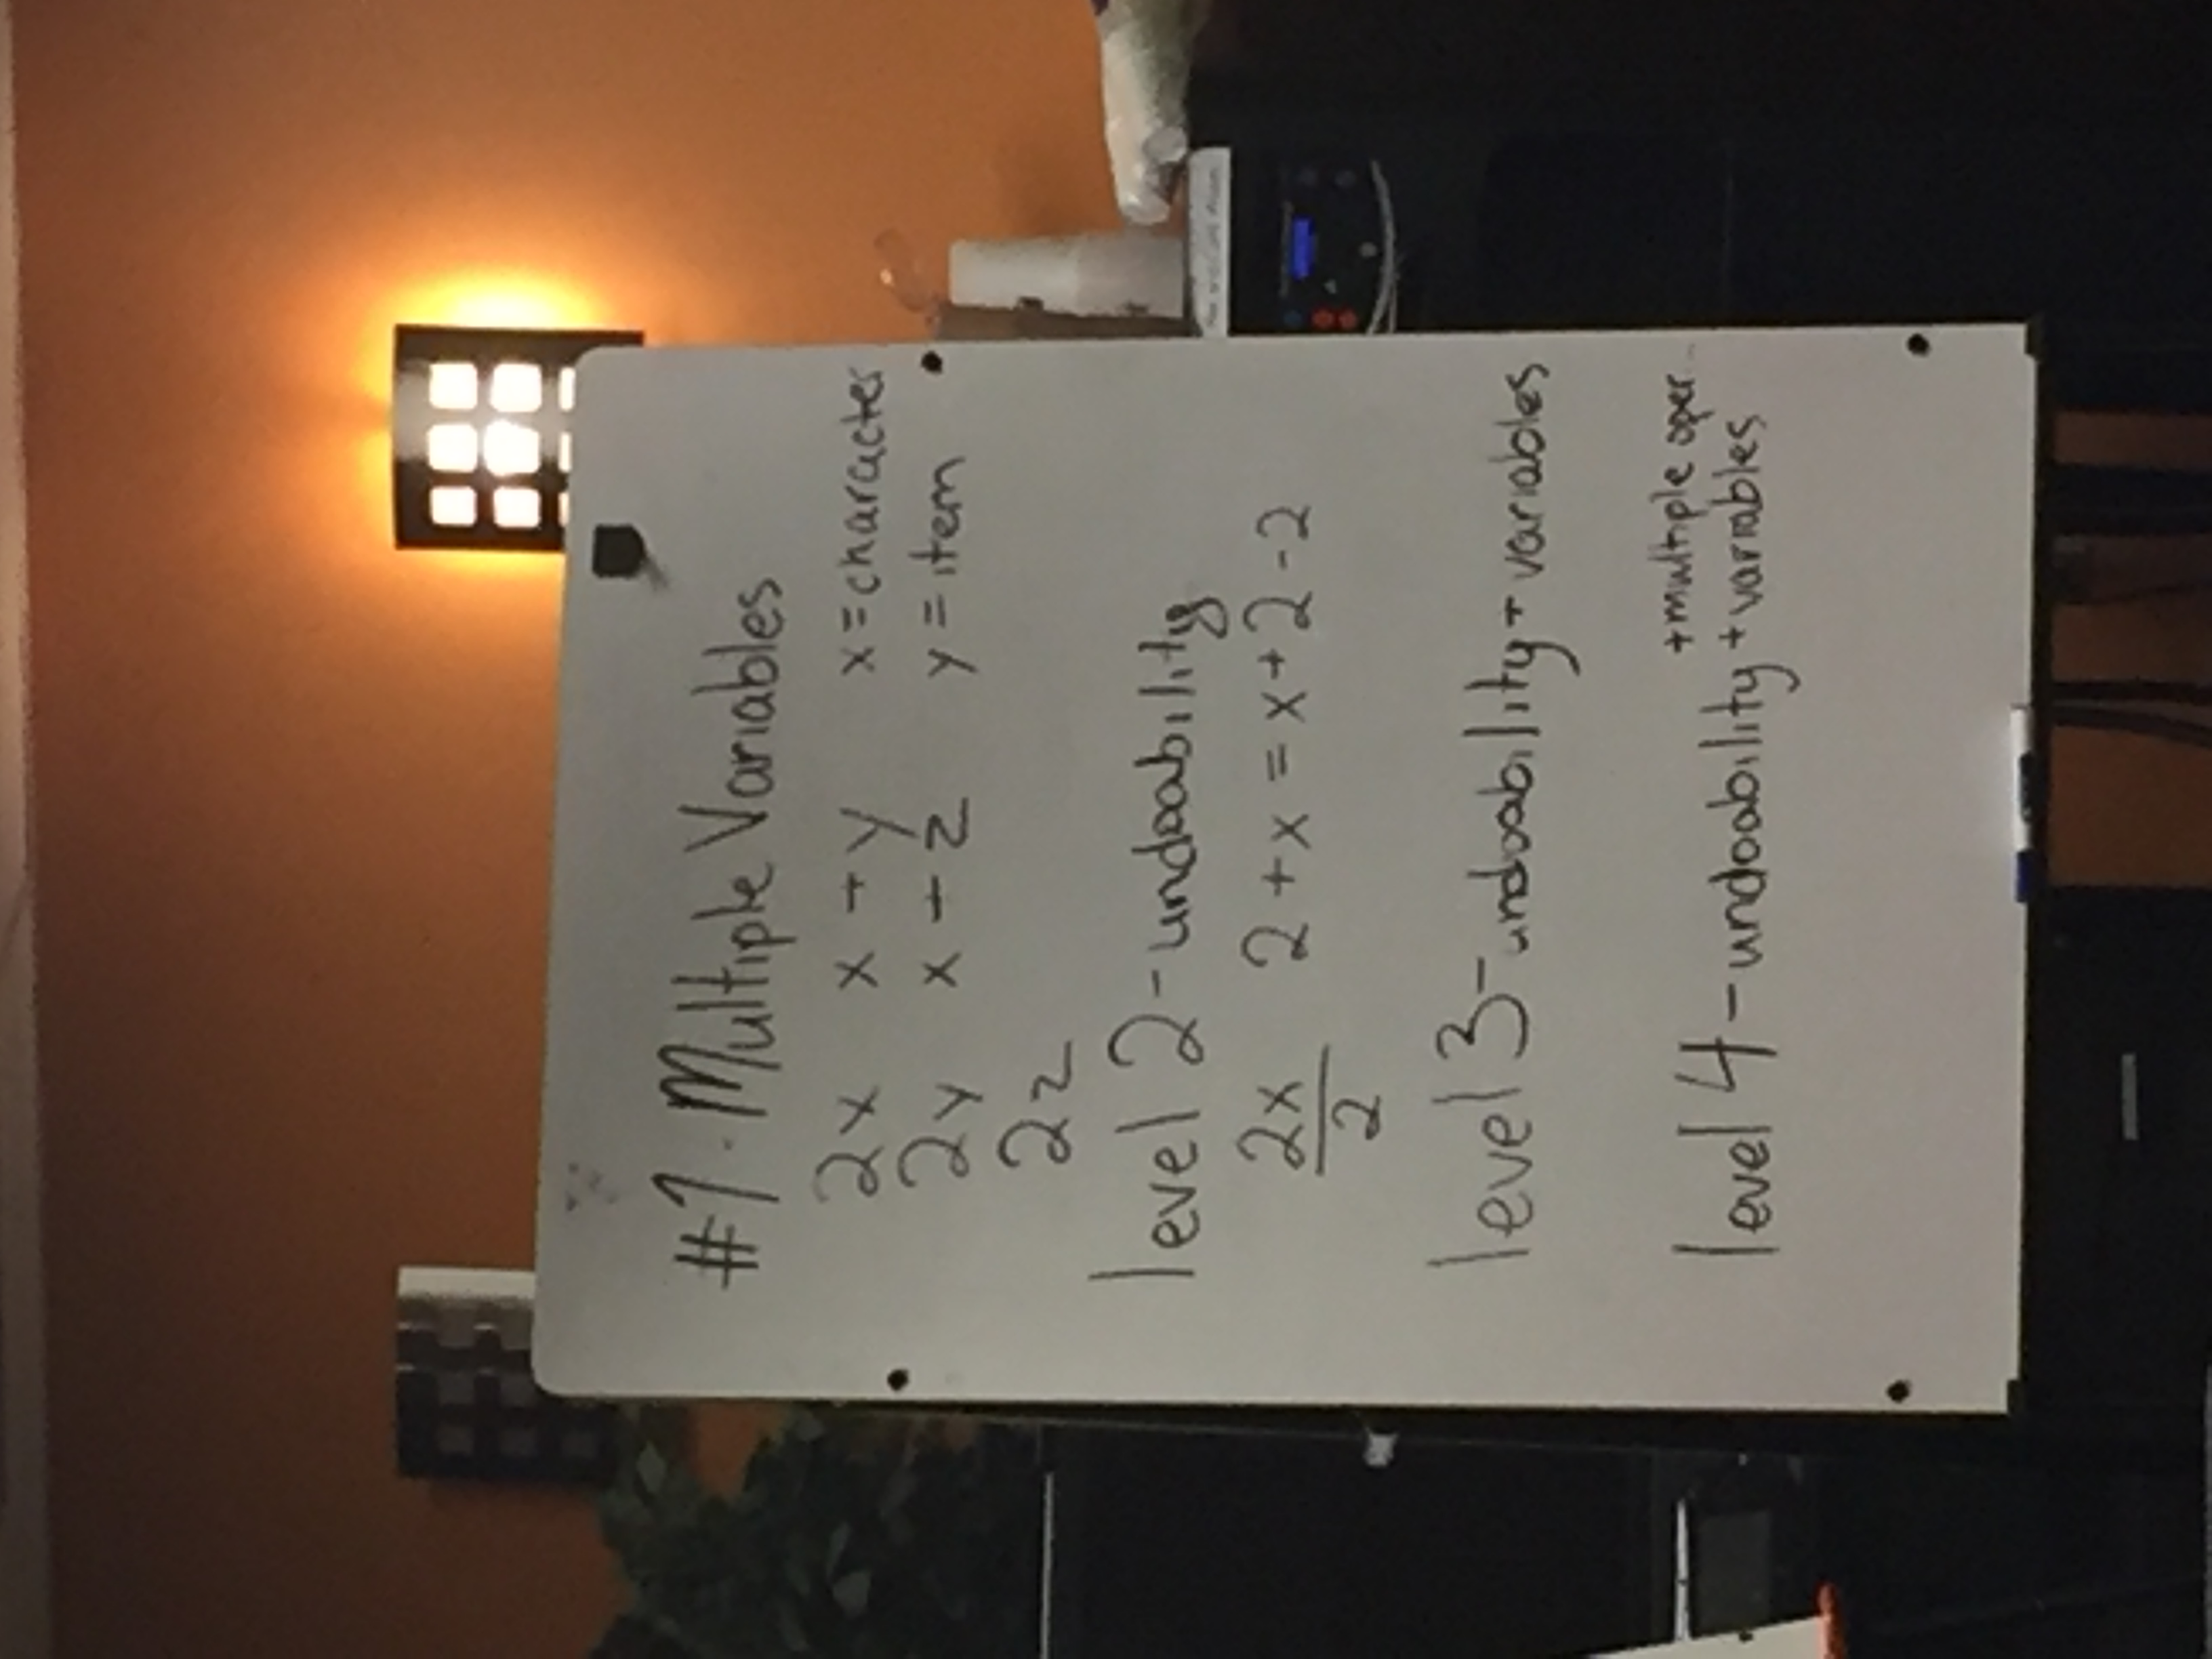 #1 - Multiple Variables
2x x + y x = character
2y x - z y = item
2z
level 2 - undoability
2x/2 2 + x = x + 2 - 2
level 3 - undoability + variables
+ multiple oper...
level 4 - undoability + variables